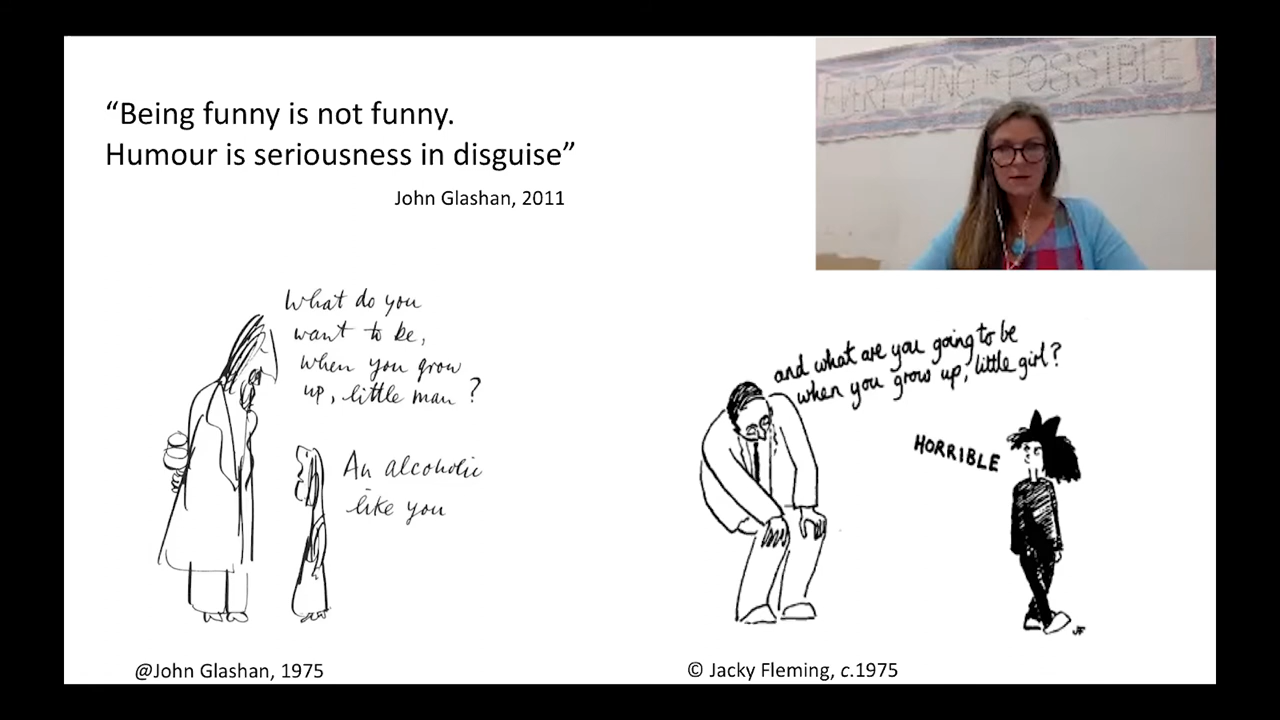 “Being funny is not funny.
Humour is seriousness in disguise”
John Glashan, 2011
EVERYTHING IS POSSIBLE
What do you
want to be,
when you grow
up, little man?
An alcoholic
like you
and what are you going to be
when you grow up, little girl?
HORRIBLE
JF
@John Glashan, 1975
© Jacky Fleming, c.1975